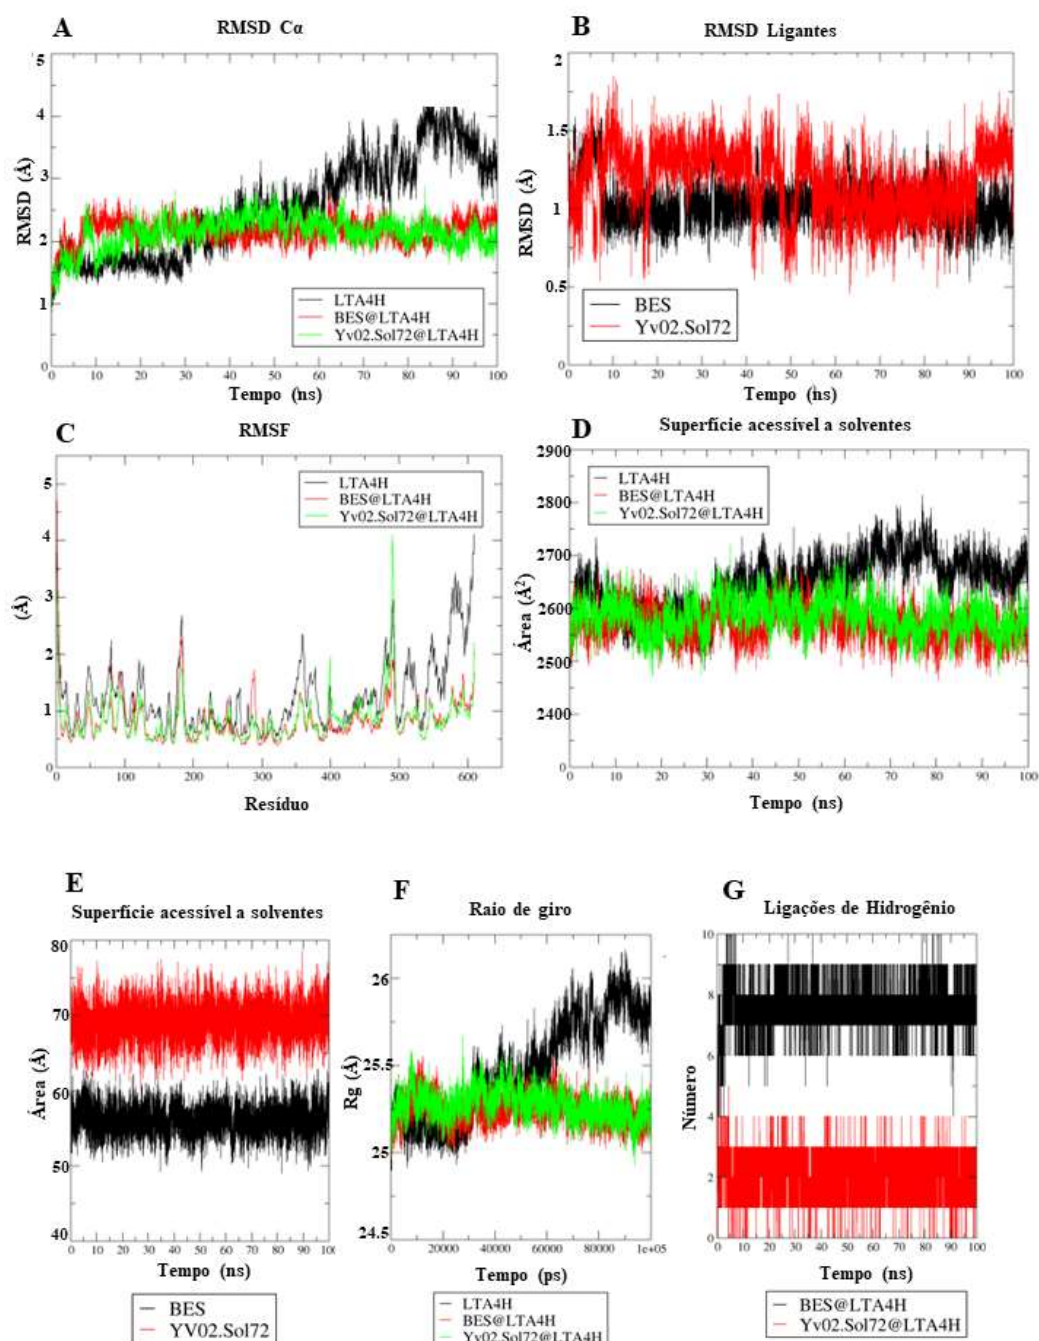 A
RMSD Cα
RMSD (Å)
5
4
3
2
1
0
0 10 20 30 40 50 60 70 80 90 100
Tempo (ns)
LTA4H
BES@LTA4H
Yv02.Sol72@LTA4H
B
RMSD Ligantes
RMSD (Å)
2
1.5
1
0.5
0
0 10 20 30 40 50 60 70 80 90 100
Tempo (ns)
BES
Yv02.Sol72
C
RMSF
(Å)
5
4
3
2
1
0
0 100 200 300 400 500 600
Resíduo
LTA4H
BES@LTA4H
Yv02.Sol72@LTA4H
D
Superfície acessível a solventes
Área (Å²)
2900
2800
2700
2600
2500
2400
0
0 10 20 30 40 50 60 70 80 90 100
Tempo (ns)
LTA4H
BES@LTA4H
Yv02.Sol72@LTA4H
E
Superfície acessível a solventes
Área (Å)
80
70
60
50
40
0 10 20 30 40 50 60 70 80 90 100
Tempo (ns)
BES
YV02.Sol72
F
Raio de giro
Rg (Å)
26
25.5
25
24.5
0 20000 40000 60000 80000 1e+05
Tempo (ps)
LTA4H
BES@LTA4H
Yv02.Sol72@LTA4H
G
Ligações de Hidrogênio
Número
10
8
6
4
2
0
0 10 20 30 40 50 60 70 80 90 100
Tempo (ns)
BES@LTA4H
Yv02.Sol72@LTA4H